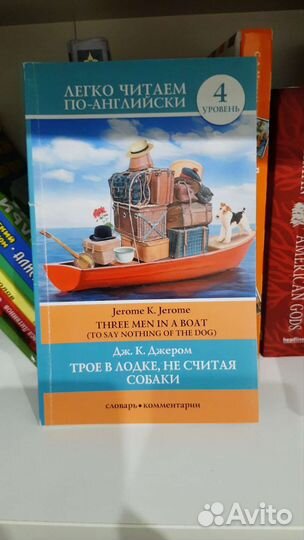 ЛЕГКО ЧИТАЕМ
ПО-АНГЛИЙСКИ
4
УРОВЕНЬ
Jerome K. Jerome
THREE MEN IN A BOAT
(TO SAY NOTHING OF THE DOG)
Дж. К. Джером
ТРОЕ В ЛОДКЕ, НЕ СЧИТАЯ
СОБАКИ
словарь•комментарии
AMERICAN GODS
headline
Avito